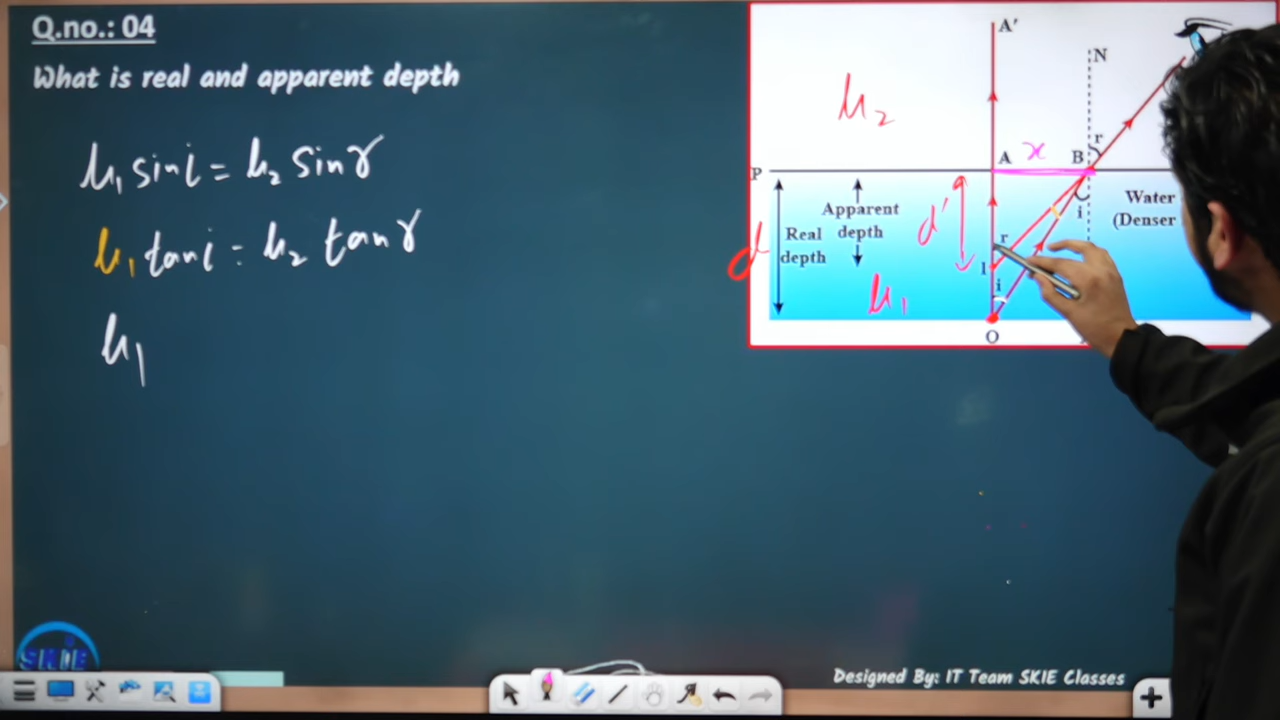 Q.no.: 04
What is real and apparent depth
μ₁ sin i = μ₂ sin r
μ₁ tan i = μ₂ tan r
μ₁
A'
N
μ₂
r
A x B
P
Apparent depth
Real depth
d
d'
i
Water
(Denser
r
I
i
μ₁
O
SKIE
Designed By: IT Team SKIE Classes